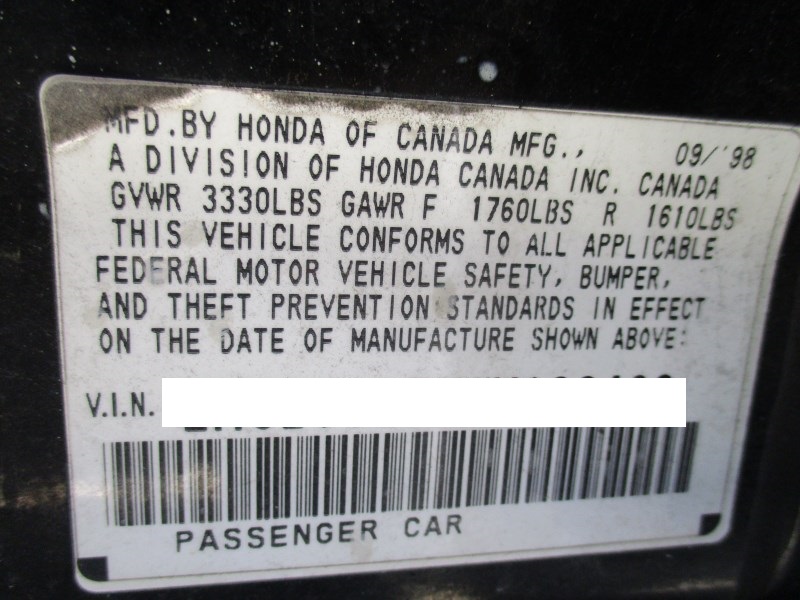 MFD.BY HONDA OF CANADA MFG., 09/'98
A DIVISION OF HONDA CANADA INC. CANADA
GVWR 3330LBS GAWR F 1760LBS R 1610LBS
THIS VEHICLE CONFORMS TO ALL APPLICABLE
FEDERAL MOTOR VEHICLE SAFETY, BUMPER,
AND THEFT PREVENTION STANDARDS IN EFFECT
ON THE DATE OF MANUFACTURE SHOWN ABOVE:
V.I.N.
PASSENGER CAR